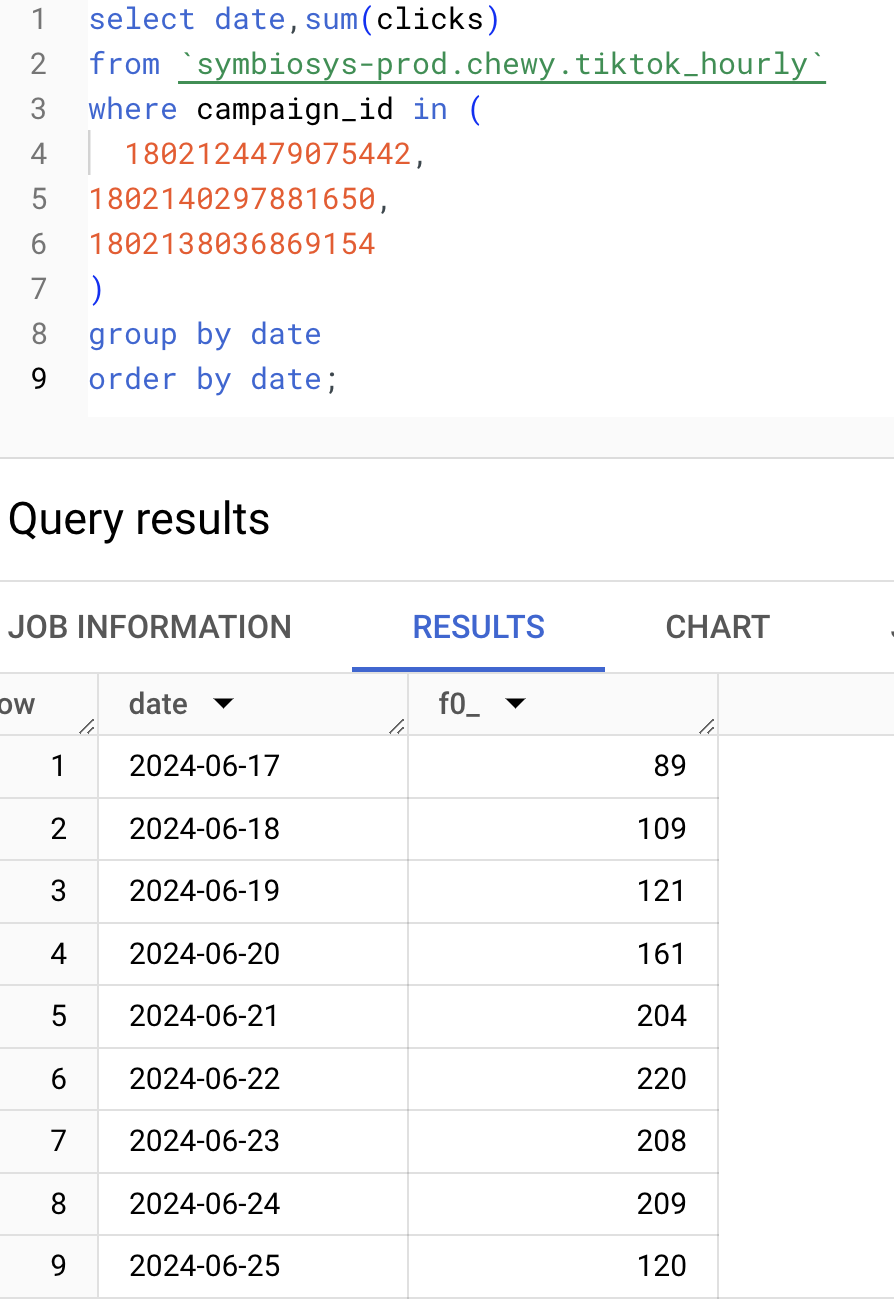 1 select date,sum(clicks)
2 from `symbiosys-prod.chewy.tiktok_hourly`
3 where campaign_id in (
4 1802124479075442,
5 1802140297881650,
6 1802138036869154
7 )
8 group by date
9 order by date;
Query results
JOB INFORMATION RESULTS CHART
ow date f0_
1 2024-06-17 89
2 2024-06-18 109
3 2024-06-19 121
4 2024-06-20 161
5 2024-06-21 204
6 2024-06-22 220
7 2024-06-23 208
8 2024-06-24 209
9 2024-06-25 120